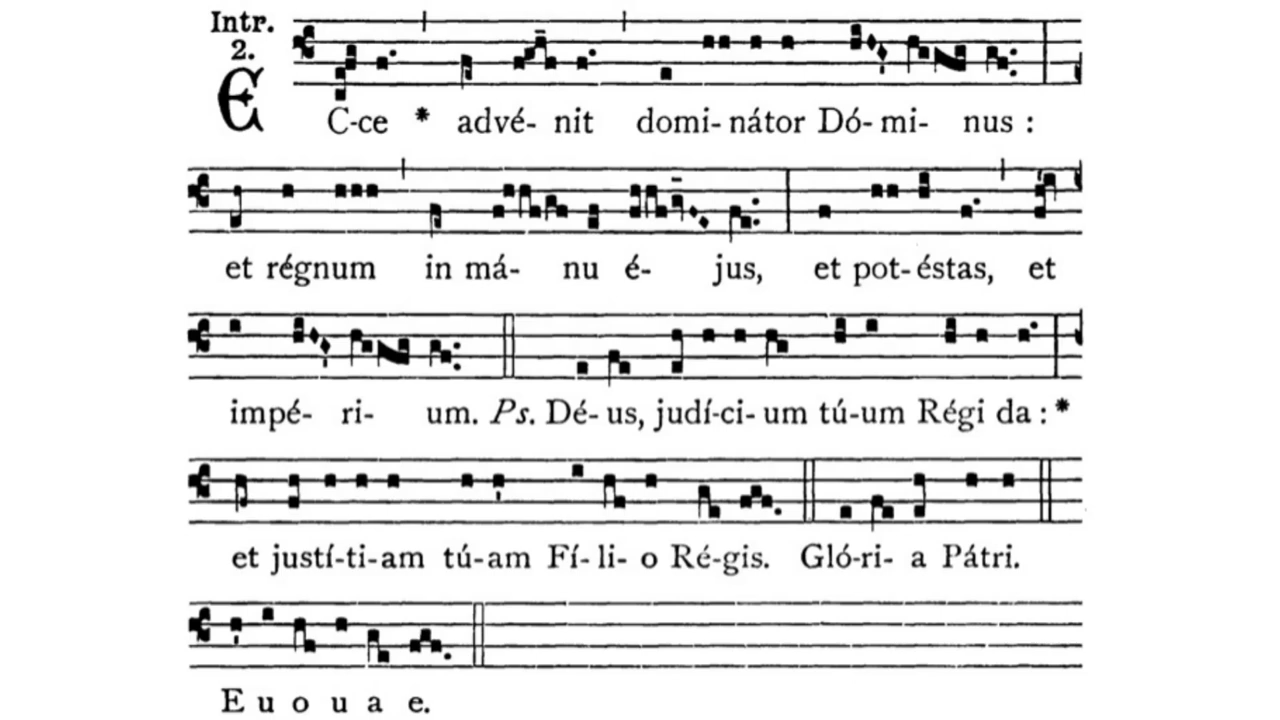 Intr.
2.
EC-ce * advé- nit domi- nátor Dó- mi- nus :
et régnum in má- nu é- jus, et pot- éstas, et
impé- ri- um. Ps. Dé- us, judí-ci- um tú-um Régi da : *
et justí-ti-am tú-am Fí- li- o Ré-gis. Gló-ri- a Pátri.
E u o u a e.